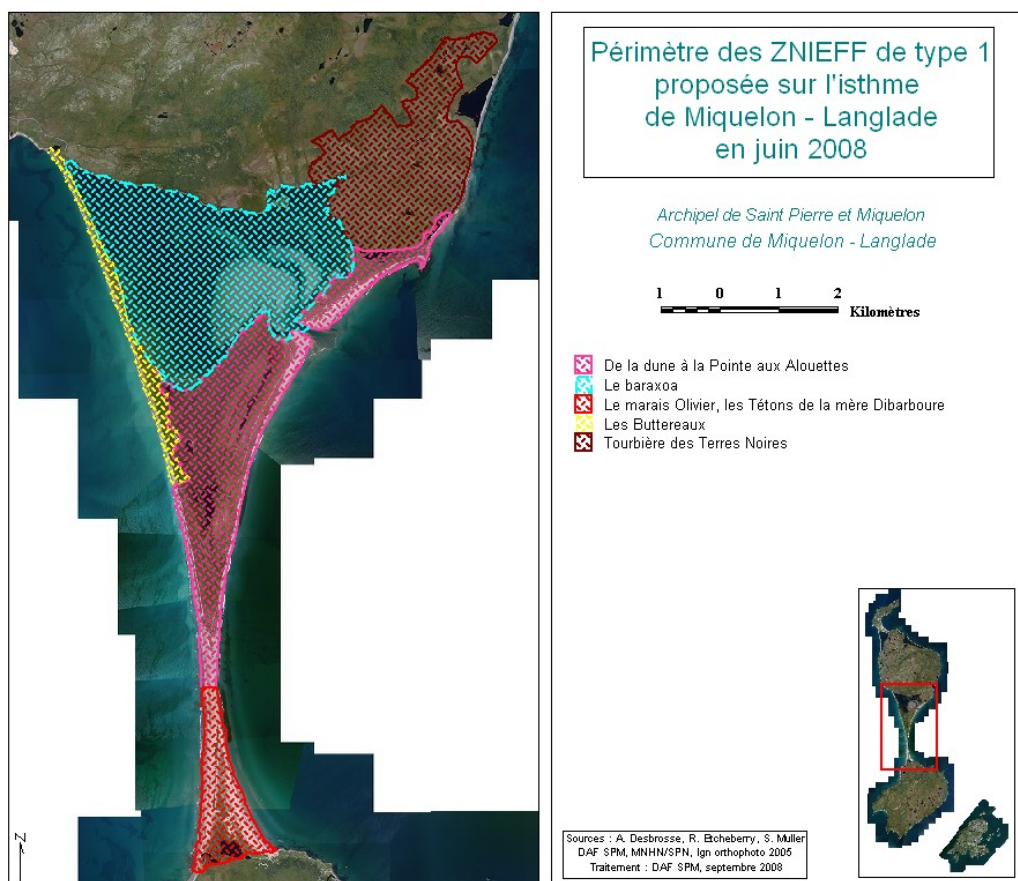 Périmètre des ZNIEFF de type 1
proposée sur l'isthme
de Miquelon - Langlade
en juin 2008
Archipel de Saint Pierre et Miquelon
Commune de Miquelon - Langlade
1 0 1 2 Kilomètres
De la dune à la Pointe aux Alouettes
Le baraxoa
Le marais Olivier, les Tétons de la mère Dibarboure
Les Buttereaux
Tourbière des Terres Noires
Sources : A. Desbrosse, R. Etcheberry, S. Muller
DAF SPM, MNHN/SPN, Ign orthophoto 2005
Traitement : DAF SPM, septembre 2008
N